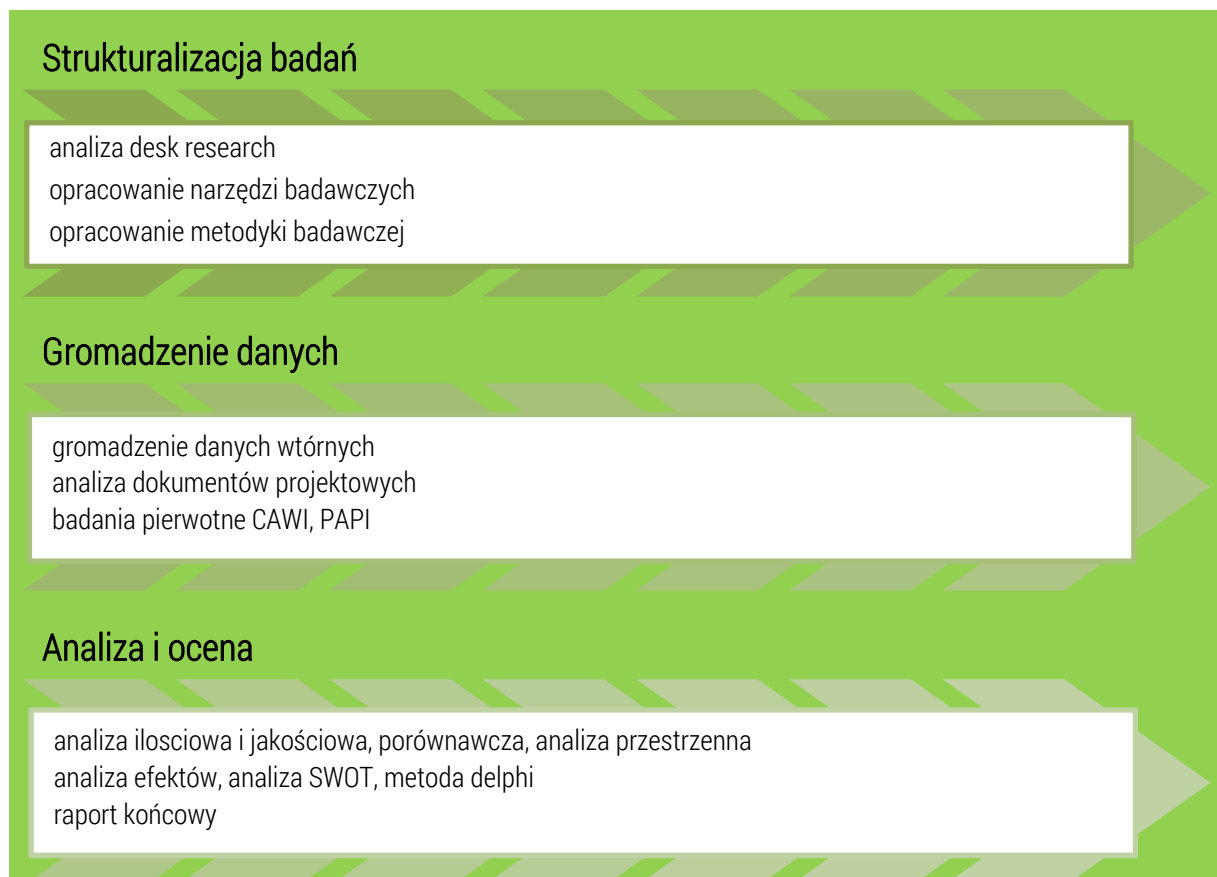 Strukturalizacja badań
analiza desk research
opracowanie narzędzi badawczych
opracowanie metodyki badawczej
Gromadzenie danych
gromadzenie danych wtórnych
analiza dokumentów projektowych
badania pierwotne CAWI, PAPI
Analiza i ocena
analiza ilosciowa i jakościowa, porównawcza, analiza przestrzenna
analiza efektów, analiza SWOT, metoda delphi
raport końcowy